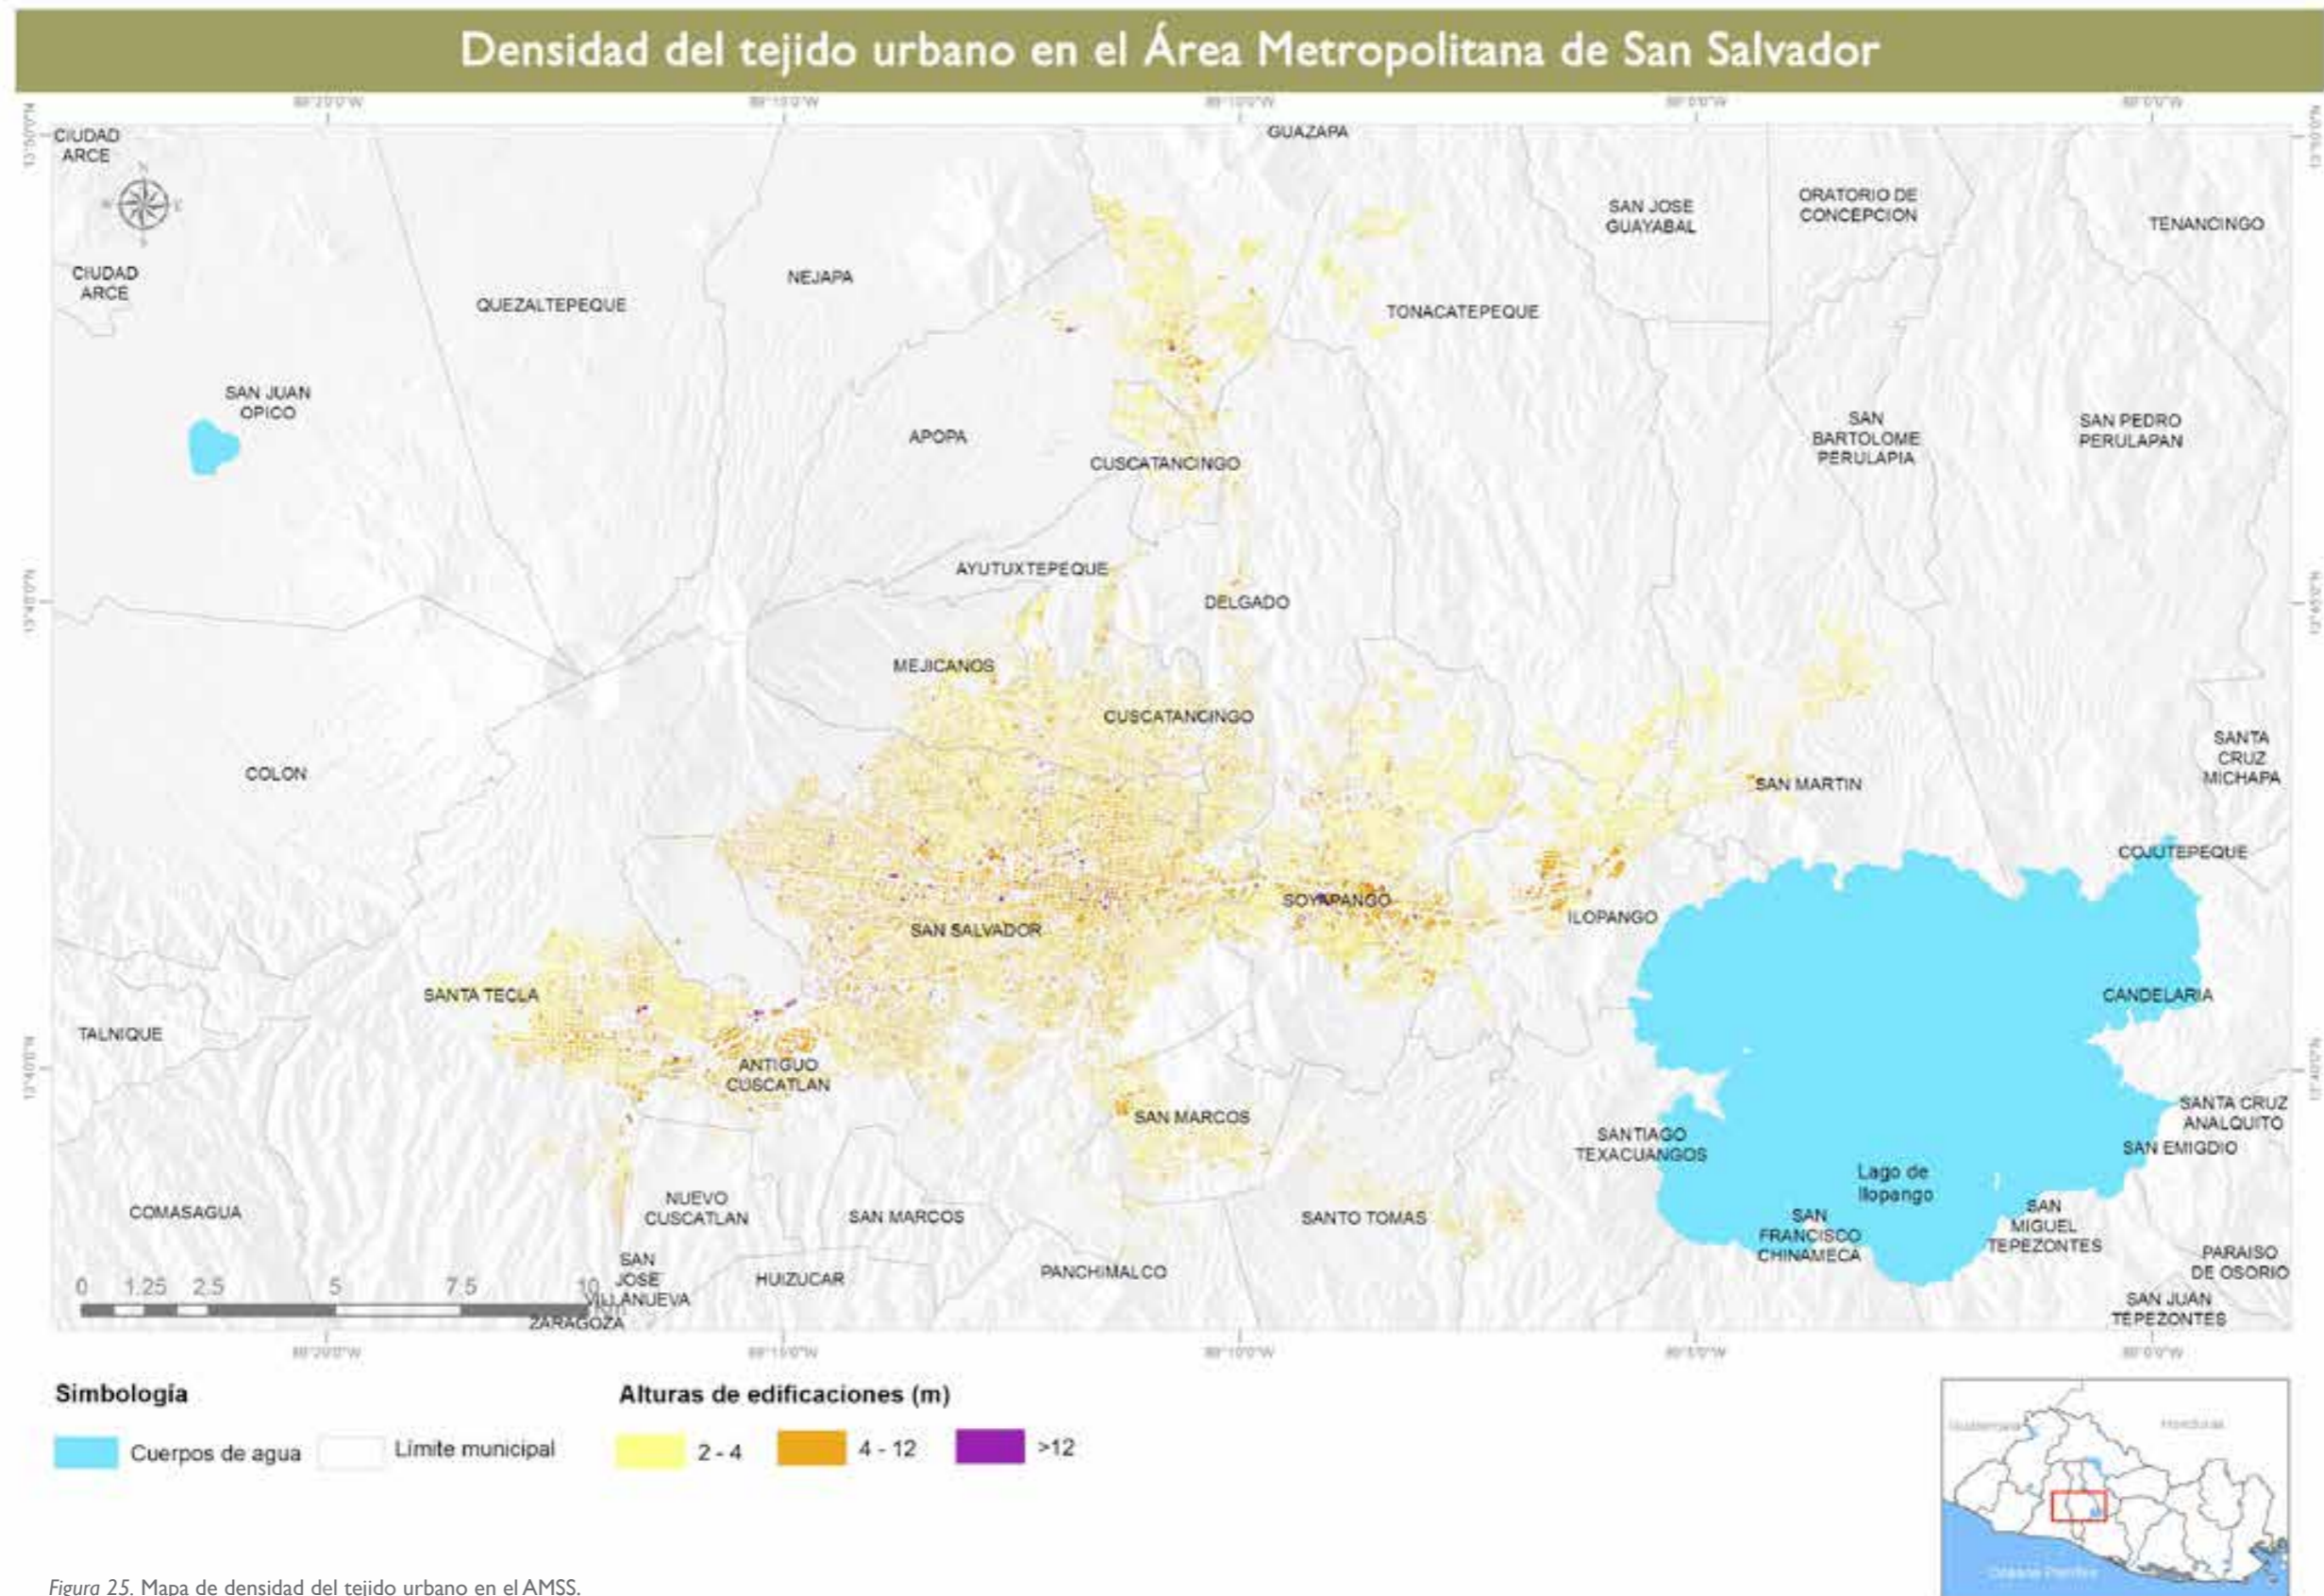 Densidad del tejido urbano en el Área Metropolitana de San Salvador
CIUDAD
ARCE
GUAZAPA
SAN JOSE
GUAYABAL
ORATORIO DE
CONCEPCION
TENANCINGO
CIUDAD
ARCE
QUEZALTEPEQUE
NEJAPA
TONACATEPEQUE
SAN JUAN
OPICO
APOPA
CUSCATANCINGO
SAN
BARTOLOME
PERULAPIA
SAN PEDRO
PERULAPAN
AYUTUXTEPEQUE
DELGADO
MEJICANOS
CUSCATANCINGO
COLON
SAN MARTIN
SANTA
CRUZ
MICHAPA
COJUTEPEQUE
SOYAPANGO
ILOPANGO
SAN SALVADOR
SANTA TECLA
CANDELARIA
TALNIQUE
ANTIGUO
CUSCATLAN
SAN MARCOS
SANTIAGO
TEXACUANGOS
SANTA CRUZ
ANALQUITO
SAN EMIGDIO
Lago de
Ilopango
COMASAGUA
NUEVO
CUSCATLAN
SAN MARCOS
SANTO TOMAS
SAN
FRANCISCO
CHINAMECA
SAN
MIGUEL
TEPEZONTES
SAN
JOSE
VILLANUEVA
HUIZUCAR
PANCHIMALCO
PARAISO
DE OSORIO
ZARAGOZA
SAN JUAN
TEPEZONTES
0 1.25 2.5 5 7.5 10
Simbología
Cuerpos de agua
Límite municipal
Alturas de edificaciones (m)
2 - 4
4 - 12
>12
Guatemala
Honduras
Océano Pacífico
Figura 25. Mapa de densidad del tejido urbano en el AMSS.